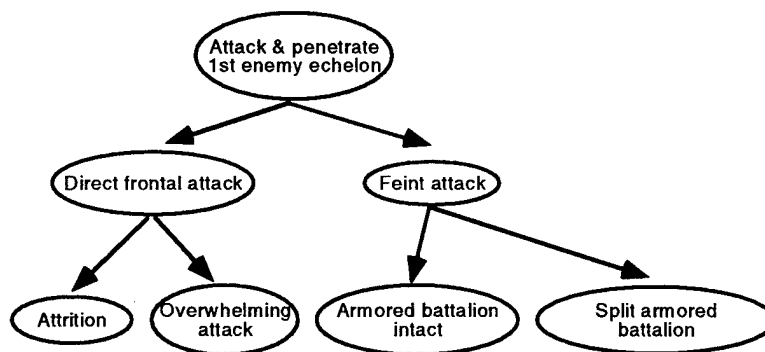 Attack & penetrate
1st enemy echelon
Direct frontal attack
Feint attack
Attrition
Overwhelming
attack
Armored battalion
intact
Split armored
battalion